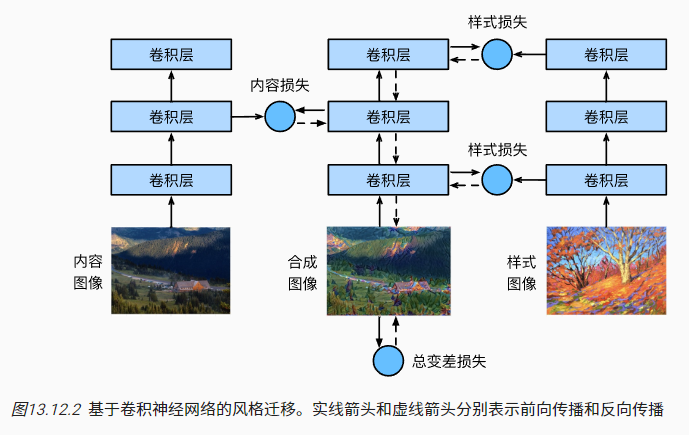 样式损失
卷积层
卷积层
卷积层
内容损失
卷积层
卷积层
卷积层
样式损失
卷积层
卷积层
卷积层
内容
图像
合成
图像
样式
图像
总变差损失
图13.12.2 基于卷积神经网络的风格迁移。实线箭头和虚线箭头分别表示前向传播和反向传播